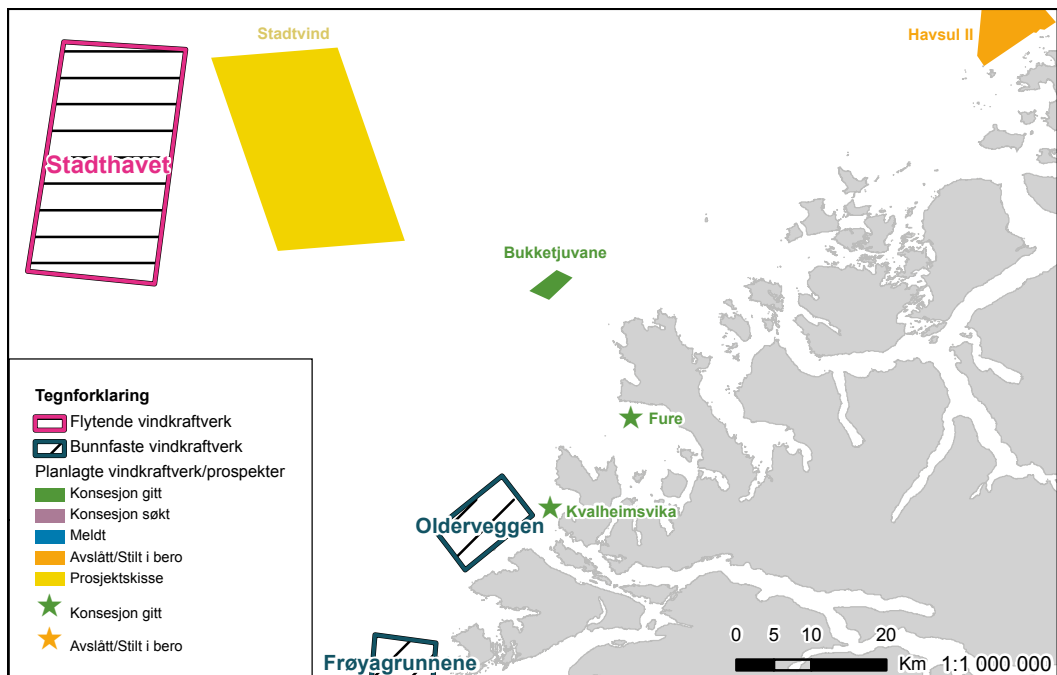 Stadtvind
Havsul II
Stadthavet
Bukketjuvane
Fure
Kvalheimsvika
Olderveggen
Frøyagrunnene
Tegnforklaring
Flytende vindkraftverk
Bunnfaste vindkraftverk
Planlagte vindkraftverk/prospekter
Konsesjon gitt
Konsesjon søkt
Meldt
Avslått/Stilt i bero
Prosjektskisse
Konsesjon gitt
Avslått/Stilt i bero
0 5 10 20
Km 1:1 000 000